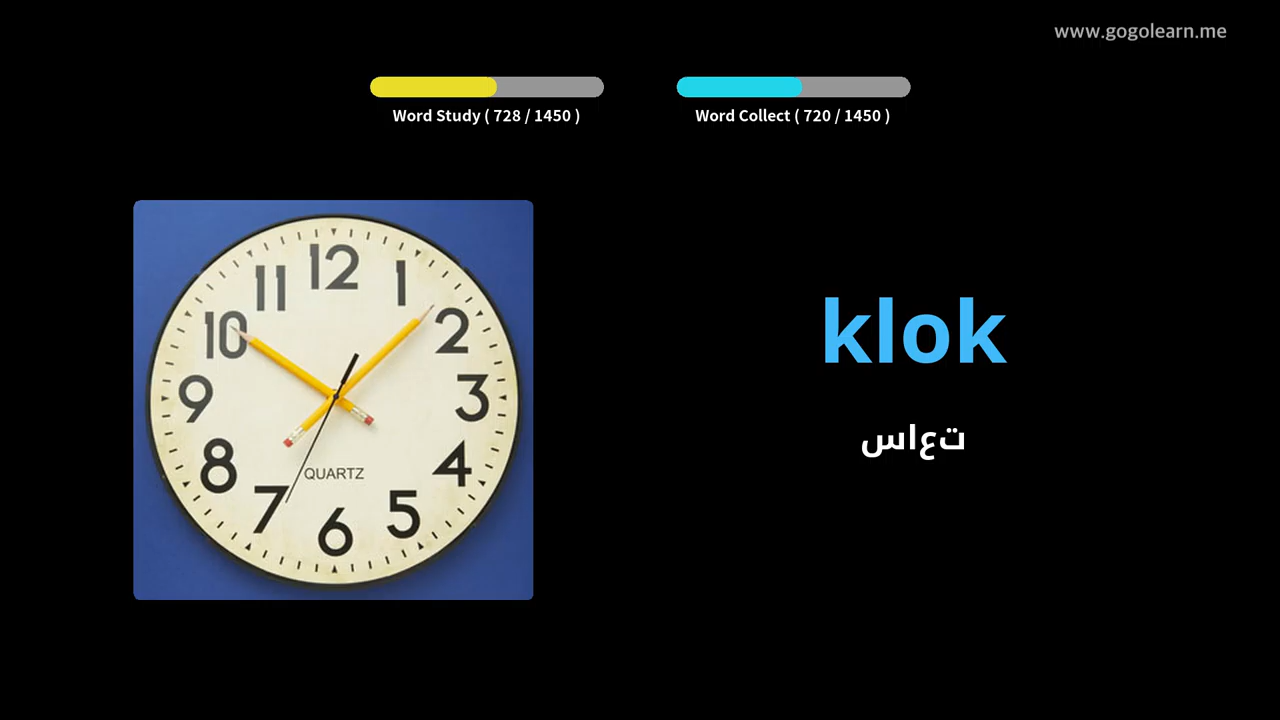 www.gogolearn.me
Word Study ( 728 / 1450 )
Word Collect ( 720 / 1450 )
12
11
1
10
2
9
3
8
4
7
5
6
QUARTZ
klok
تعاس